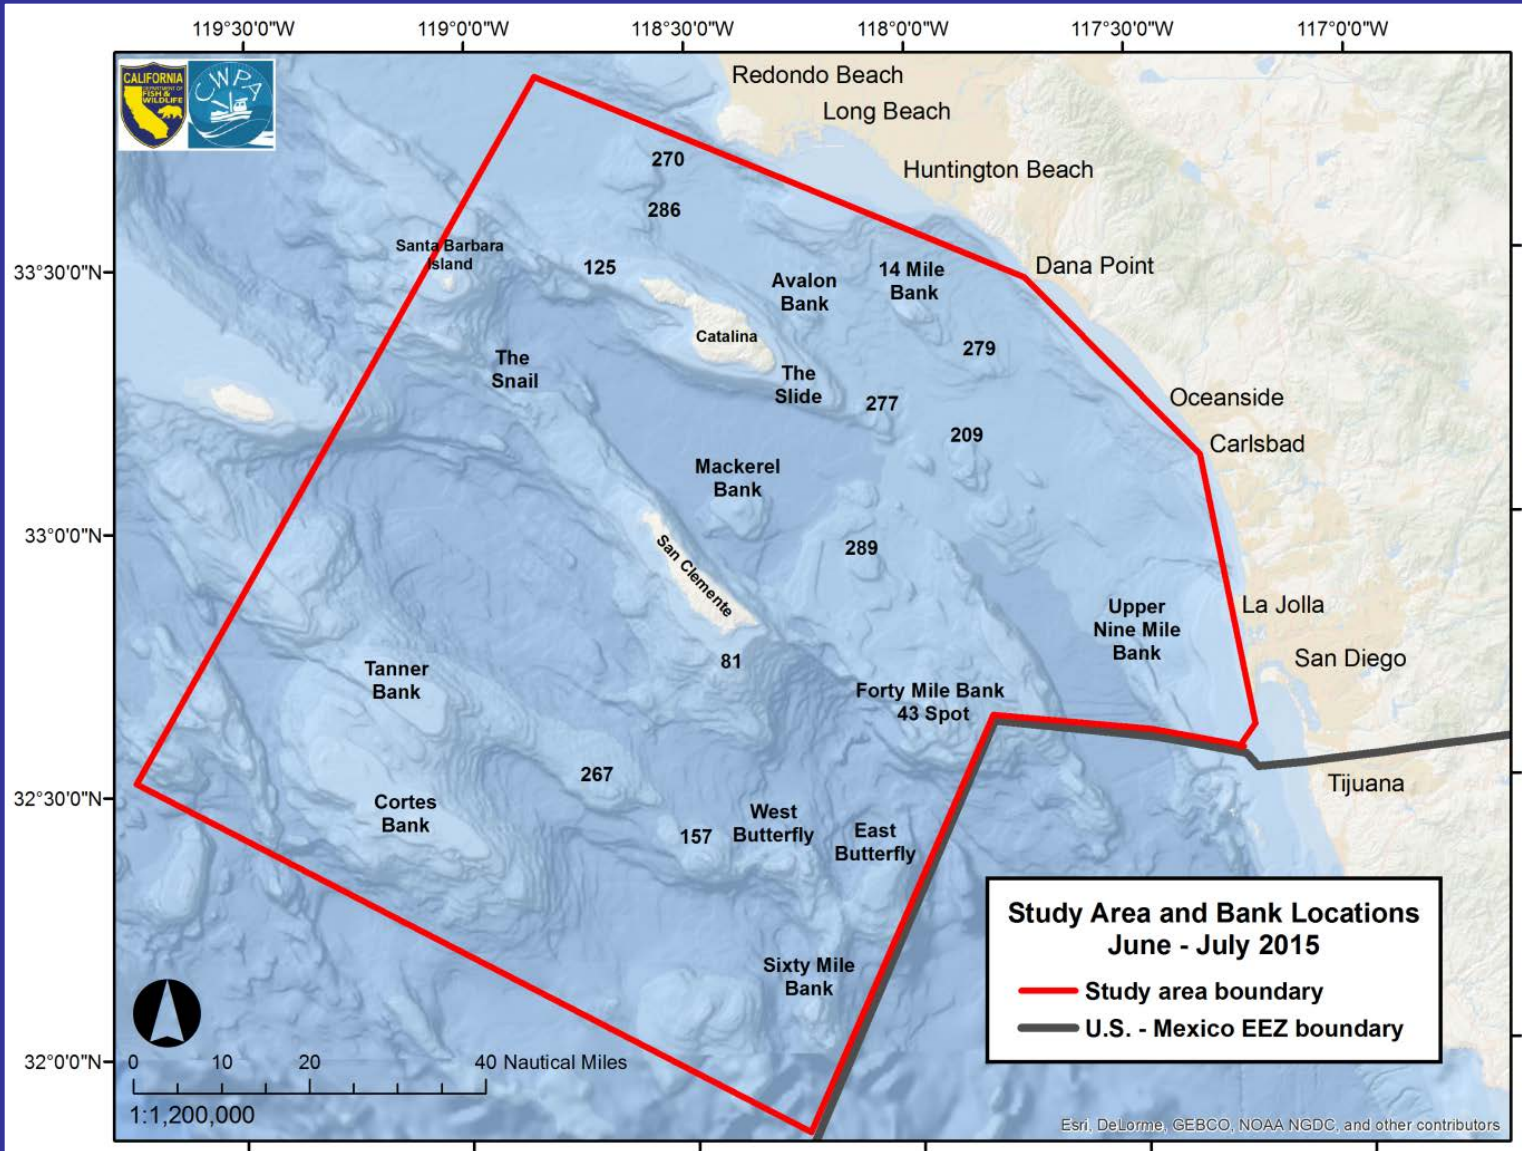 119°30'0"W
119°0'0"W
118°30'0"W
118°0'0"W
117°30'0"W
117°0'0"W
CALIFORNIA
DEPARTMENT OF
FISH &
WILDLIFE
CWPA
Redondo Beach
Long Beach
Huntington Beach
270
286
Santa Barbara
Island
125
33°30'0"N
Avalon
Bank
14 Mile
Bank
Dana Point
Catalina
279
The
Snail
The
Slide
277
Oceanside
209
Carlsbad
Mackerel
Bank
33°0'0"N
San Clemente
289
Upper
Nine Mile
Bank
La Jolla
San Diego
81
Tanner
Bank
Forty Mile Bank
43 Spot
267
32°30'0"N
Tijuana
Cortes
Bank
157
West
Butterfly
East
Butterfly
Sixty Mile
Bank
Study Area and Bank Locations
June - July 2015
Study area boundary
U.S. - Mexico EEZ boundary
32°0'0"N
0 10 20 40 Nautical Miles
1:1,200,000
Esri, DeLorme, GEBCO, NOAA NGDC, and other contributors